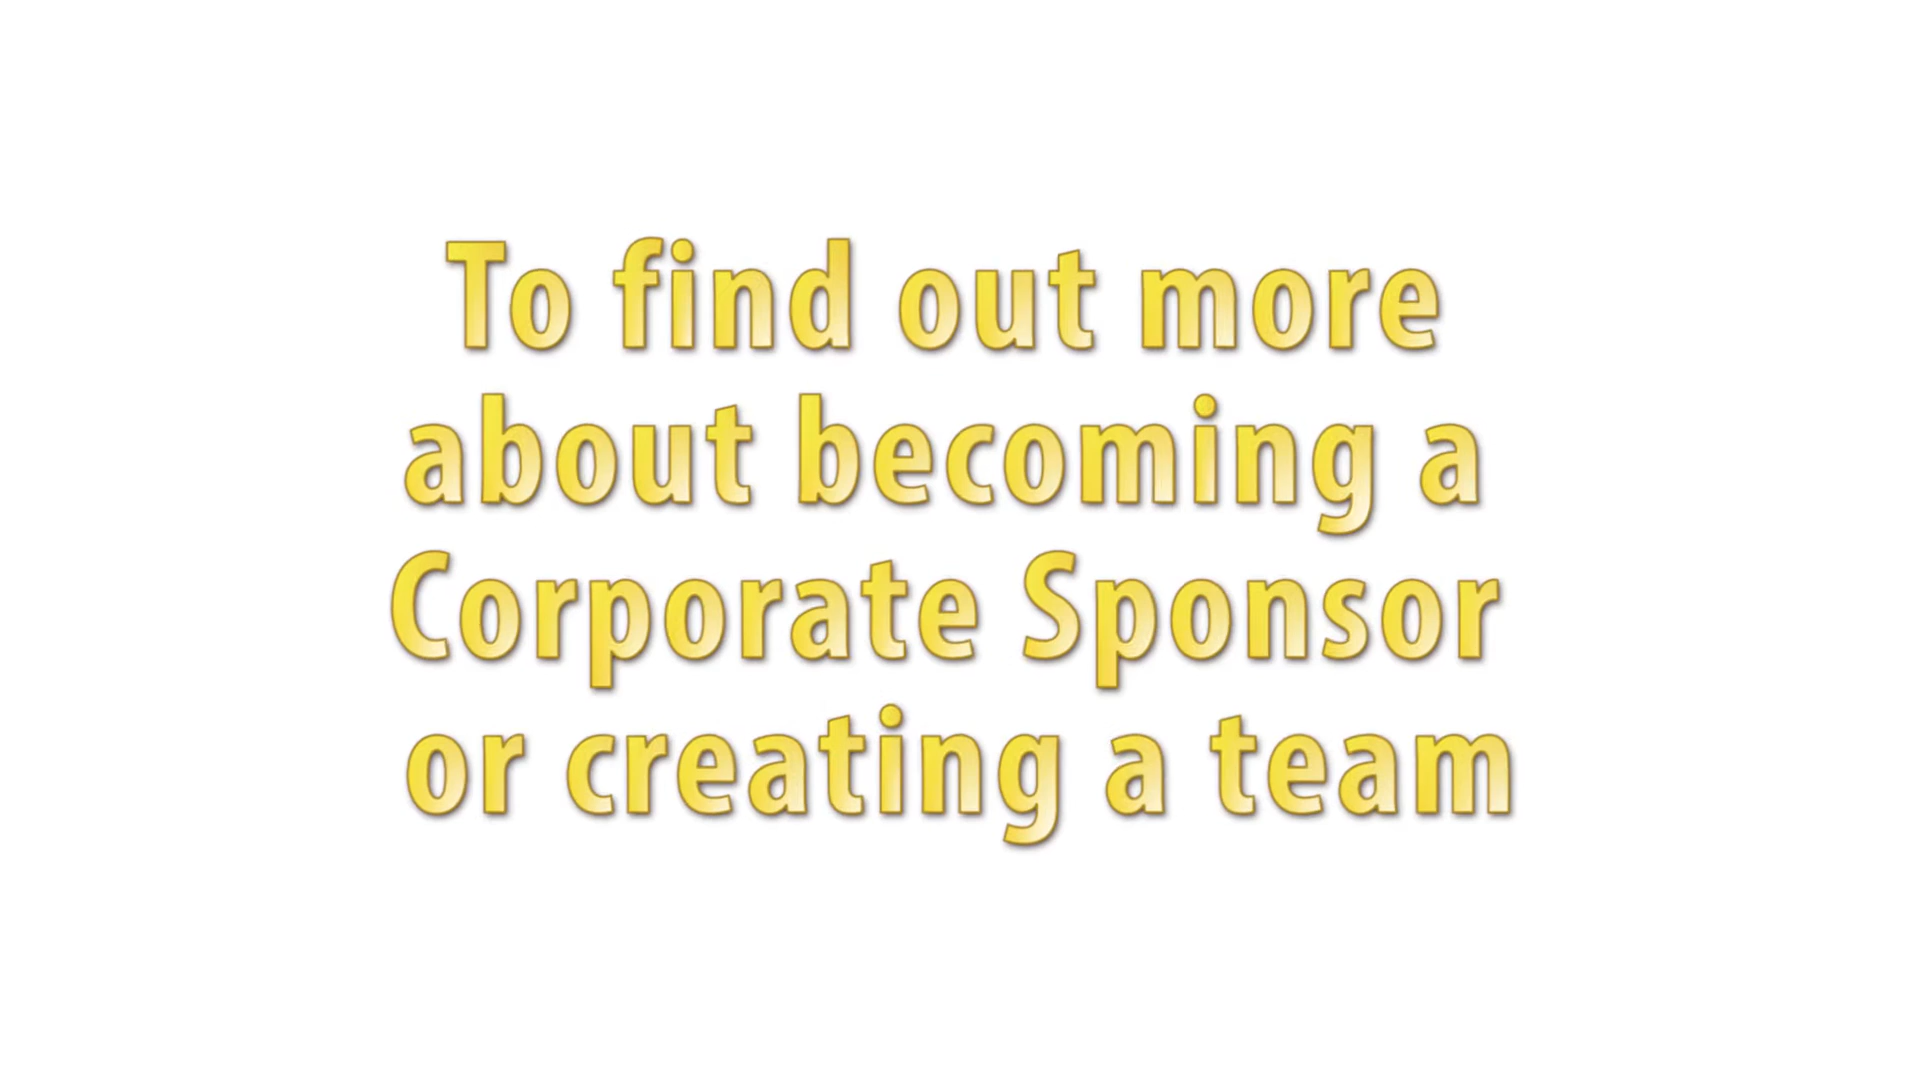 To find out more
about becoming a
Corporate Sponsor
or creating a team